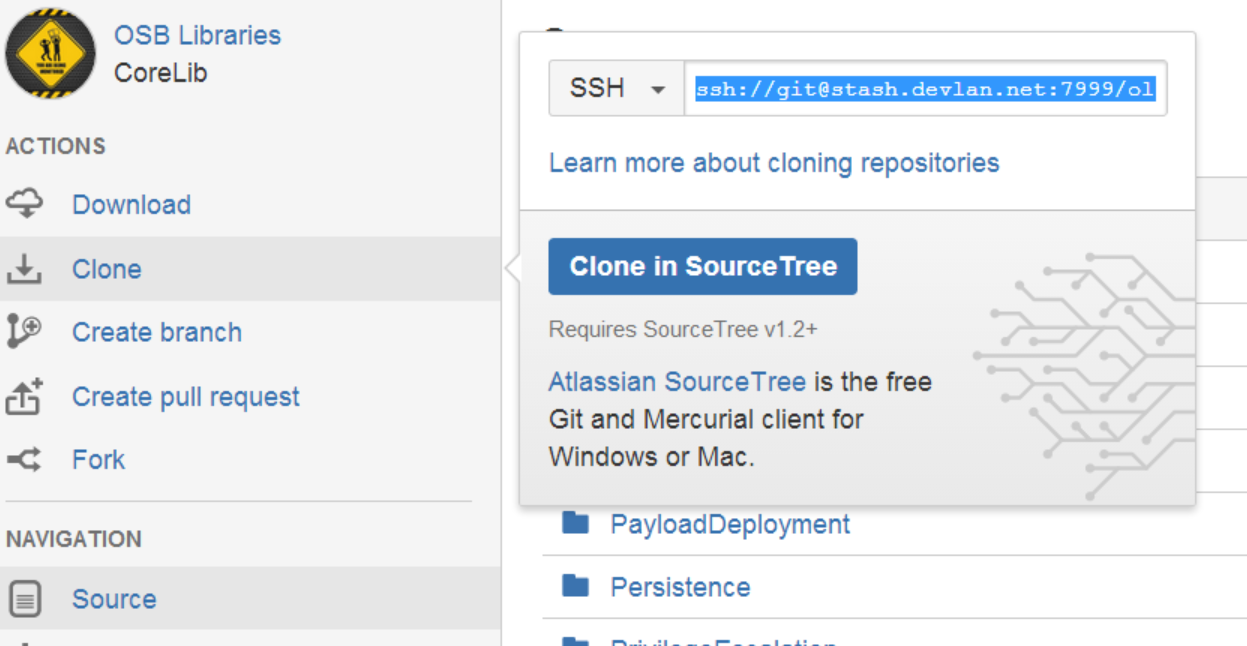 OSB Libraries
CoreLib
ACTIONS
Download
Clone
Create branch
Create pull request
Fork
NAVIGATION
Source
SSH
ssh://git@stash.devlan.net:7999/ol
Learn more about cloning repositories
Clone in SourceTree
Requires SourceTree v1.2+
Atlassian SourceTree is the free
Git and Mercurial client for
Windows or Mac.
PayloadDeployment
Persistence
PrivilegeEscalation